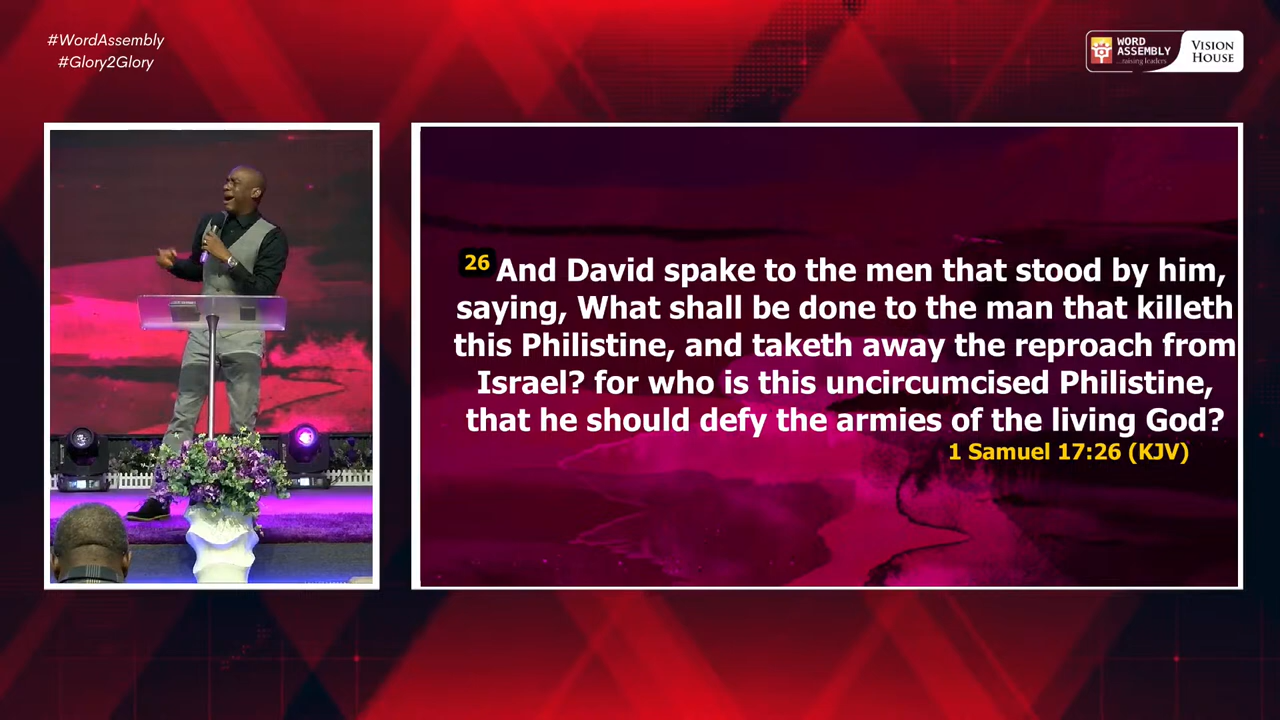 #WordAssembly
#Glory2Glory
WORD
ASSEMBLY
...raising leaders
VISION
HOUSE
26 And David spake to the men that stood by him,
saying, What shall be done to the man that killeth
this Philistine, and taketh away the reproach from
Israel? for who is this uncircumcised Philistine,
that he should defy the armies of the living God?
1 Samuel 17:26 (KJV)